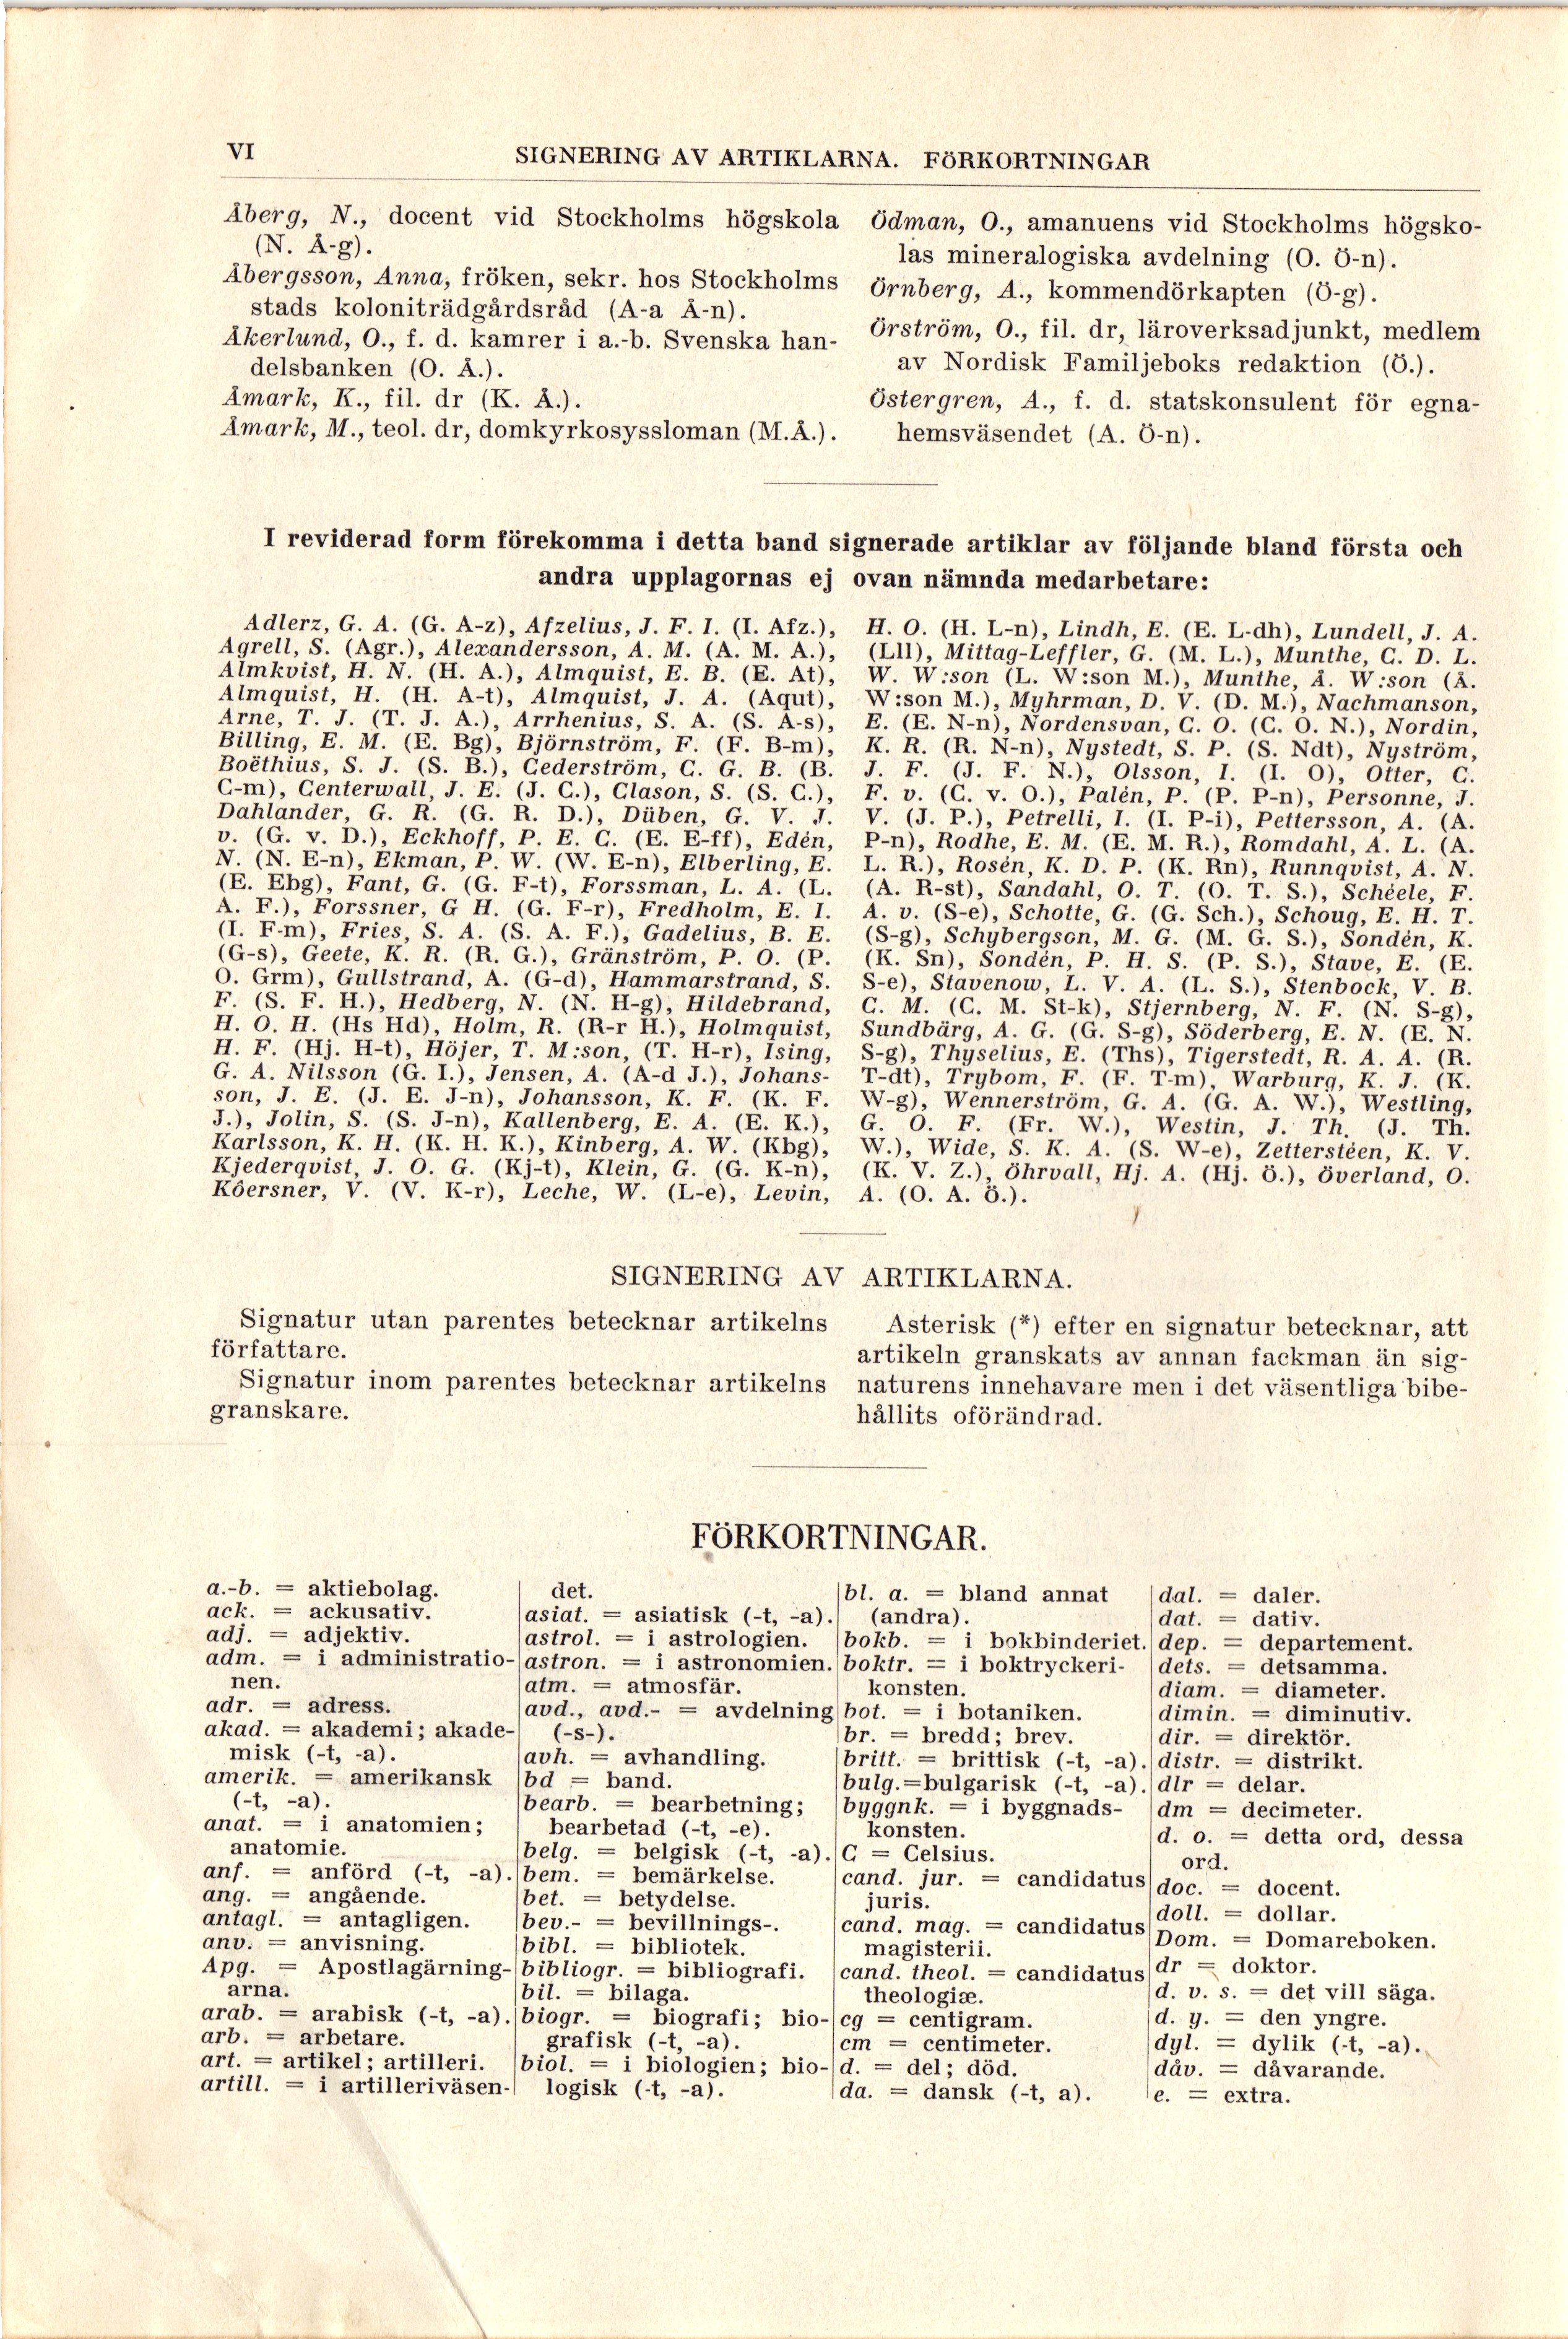 VI
SIGNERING AV ARTIKLARNA. FÖRKORTNINGAR
Åberg, N., docent vid Stockholms högskola
(N. Å-g).
Åbergsson, Anna, fröken, sekr. hos Stockholms
stads koloniträdgårdsråd (A-a Å-n).
Åkerlund, O., f. d. kamrer i a.-b. Svenska han-
delsbanken (O. Å.).
Åmark, K., fil. dr (K. Å.).
Åmark, M., teol. dr, domkyrkosyssloman (M.Å.).
Ödman, O., amanuens vid Stockholms högsko-
las mineralogiska avdelning (O. Ö-n).
Örnberg, A., kommendörkapten (Ö-g).
Örström, O., fil. dr, läroverksadjunkt, medlem
av Nordisk Familjeboks redaktion (Ö.).
Östergren, A., f. d. statskonsulent för egna-
hemsväsendet (A. Ö-n).
I reviderad form förekomma i detta band signerade artiklar av följande bland första och
andra upplagornas ej ovan nämnda medarbetare:
Adlerz, G. A. (G. A-z), Afzelius, J. F. I. (I. Afz.),
Agrell, S. (Agr.), Alexandersson, A. M. (A. M. A.),
Almkvist, H. N. (H. A.), Almquist, E. B. (E. At),
Almquist, H. (H. A-t), Almquist, J. A. (Aqut),
Arne, T. J. (T. J. A.), Arrhenius, S. A. (S. A-s),
Billing, E. M. (E. Bg), Björnström, F. (F. B-m),
Boëthius, S. J. (S. B.), Cederström, C. G. B. (B.
C-m), Centerwall, J. E. (J. C.), Clason, S. (S. C.),
Dahlander, G. R. (G. R. D.), Düben, G. V. J.
v. (G. v. D.), Eckhoff, P. E. C. (E. E-ff), Edén,
N. (N. E-n), Ekman, P. W. (W. E-n), Elberling, E.
(E. Ebg), Fant, G. (G. F-t), Forssman, L. A. (L.
A. F.), Forssner, G H. (G. F-r), Fredholm, E. I.
(I. F-m), Fries, S. A. (S. A. F.), Gadelius, B. E.
(G-s), Geete, K. R. (R. G.), Gränström, P. O. (P.
O. Grm), Gullstrand, A. (G-d), Hammarstrand, S.
F. (S. F. H.), Hedberg, N. (N. H-g), Hildebrand,
H. O. H. (Hs Hd), Holm, R. (R-r H.), Holmquist,
H. F. (Hj. H-t), Höjer, T. M:son, (T. H-r), Ising,
G. A. Nilsson (G. I.), Jensen, A. (A-d J.), Johans-
son, J. E. (J. E. J-n), Johansson, K. F. (K. F.
J.), Jolin, S. (S. J-n), Kallenberg, E. A. (E. K.),
Karlsson, K. H. (K. H. K.), Kinberg, A. W. (Kbg),
Kjederqvist, J. O. G. (Kj-t), Klein, G. (G. K-n),
Kôersner, V. (V. K-r), Leche, W. (L-e), Levin,
H. O. (H. L-n), Lindh, E. (E. L-dh), Lundell, J. A.
(Lll), Mittag-Leffler, G. (M. L.), Munthe, C. D. L.
W. W:son (L. W:son M.), Munthe, Å. W:son (Å.
W:son M.), Myhrman, D. V. (D. M.), Nachmanson,
E. (E. N-n), Nordensvan, C. O. (C. O. N.), Nordin,
K. R. (R. N-n), Nystedt, S. P. (S. Ndt), Nyström,
J. F. (J. F. N.), Olsson, I. (I. O), Otter, C.
F. v. (C. v. O.), Palén, P. (P. P-n), Personne, J.
V. (J. P.), Petrelli, I. (I. P-i), Pettersson, A. (A.
P-n), Rodhe, E. M. (E. M. R.), Romdahl, A. L. (A.
L. R.), Rosén, K. D. P. (K. Rn), Runnqvist, A. N.
(A. R-st), Sandahl, O. T. (O. T. S.), Schéele, F.
A. v. (S-e), Schotte, G. (G. Sch.), Schoug, E. H. T.
(S-g), Schybergson, M. G. (M. G. S.), Sondén, K.
(K. Sn), Sondén, P. H. S. (P. S.), Stave, E. (E.
S-e), Stavenow, L. V. A. (L. S.), Stenbock, V. B.
C. M. (C. M. St-k), Stjernberg, N. F. (N. S-g),
Sundbärg, A. G. (G. S-g), Söderberg, E. N. (E. N.
S-g), Thyselius, E. (Ths), Tigerstedt, R. A. A. (R.
T-dt), Trybom, F. (F. T-m), Warburg, K. J. (K.
W-g), Wennerström, G. A. (G. A. W.), Westling,
G. O. F. (Fr. W.), Westin, J. Th. (J. Th.
W.), Wide, S. K. A. (S. W-e), Zetterstéen, K. V.
(K. V. Z.), Öhrvall, Hj. A. (Hj. Ö.), Överland, O.
A. (O. A. Ö.).
SIGNERING AV ARTIKLARNA.
Signatur utan parentes betecknar artikelns
författare.
Signatur inom parentes betecknar artikelns
granskare.
Asterisk (*) efter en signatur betecknar, att
artikeln granskats av annan fackman än sig-
naturens innehavare men i det väsentliga bibe-
hållits oförändrad.
FÖRKORTNINGAR.
a.-b. = aktiebolag.
ack. = ackusativ.
adj. = adjektiv.
adm. = i administratio-
nen.
adr. = adress.
akad. = akademi; akade-
misk (-t, -a).
amerik. = amerikansk
(-t, -a).
anat. = i anatomien;
anatomie.
anf. = anförd (-t, -a).
ang. = angående.
antagl. = antagligen.
anv. = anvisning.
Apg. = Apostlagärning-
arna.
arab. = arabisk (-t, -a).
arb. = arbetare.
art. = artikel; artilleri.
artill. = i artilleriväsen-
det.
asiat. = asiatisk (-t, -a).
astrol. = i astrologien.
astron. = i astronomien.
atm. = atmosfär.
avd., avd.- = avdelning
(-s-).
avh. = avhandling.
bd = band.
bearb. = bearbetning;
bearbetad (-t, -e).
belg. = belgisk (-t, -a).
bem. = bemärkelse.
bet. = betydelse.
bev.- = bevillnings-.
bibl. = bibliotek.
bibliogr. = bibliografi.
bil. = bilaga.
biogr. = biografi; bio-
grafisk (-t, -a).
biol. = i biologien; bio-
logisk (-t, -a).
bl. a. = bland annat
(andra).
bokb. = i bokbinderiet.
boktr. = i boktryckeri-
konsten.
bot. = i botaniken.
br. = bredd; brev.
britt. = brittisk (-t, -a).
bulg.=bulgarisk (-t, -a).
byggnk. = i byggnads-
konsten.
C = Celsius.
cand. jur. = candidatus
juris.
cand. mag. = candidatus
magisterii.
cand. theol. = candidatus
theologiæ.
cg = centigram.
cm = centimeter.
d. = del; död.
da. = dansk (-t, a).
dal. = daler.
dat. = dativ.
dep. = departement.
dets. = detsamma.
diam. = diameter.
dimin. = diminutiv.
dir. = direktör.
distr. = distrikt.
dlr = delar.
dm = decimeter.
d. o. = detta ord, dessa
ord.
doc. = docent.
doll. = dollar.
Dom. = Domareboken.
dr = doktor.
d. v. s. = det vill säga.
d. y. = den yngre.
dyl. = dylik (-t, -a).
dåv. = dåvarande.
e. = extra.